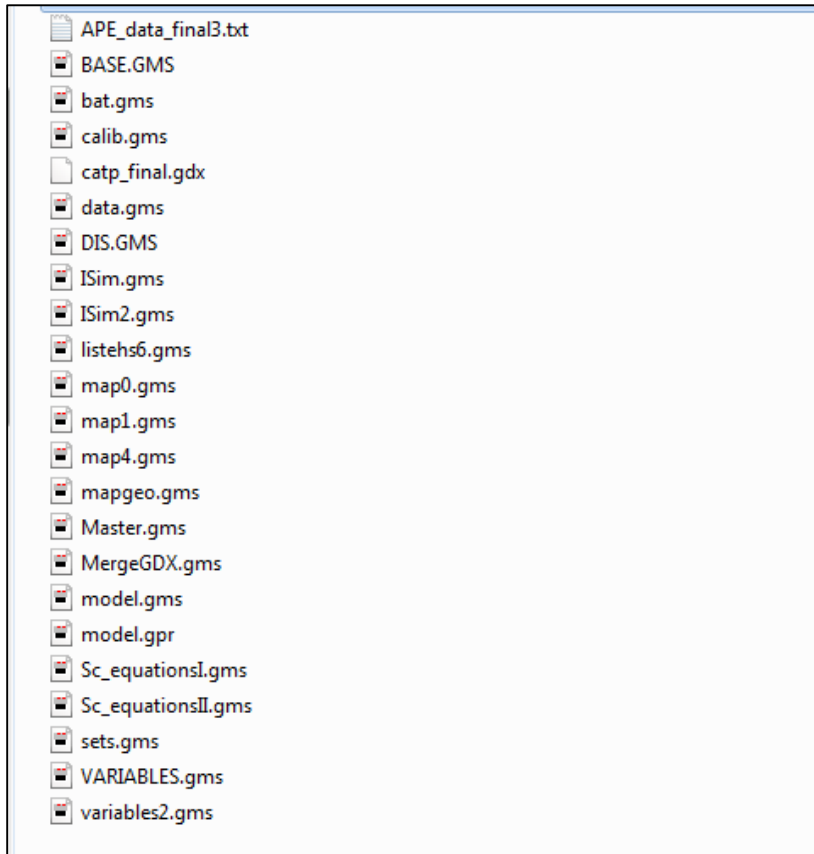 APE_data_final3.txt
BASE.GMS
bat.gms
calib.gms
catp_final.gdx
data.gms
DIS.GMS
ISim.gms
ISim2.gms
listehs6.gms
map0.gms
map1.gms
map4.gms
mapgeo.gms
Master.gms
MergeGDX.gms
model.gms
model.gpr
Sc_equationsI.gms
Sc_equationsII.gms
sets.gms
VARIABLES.gms
variables2.gms